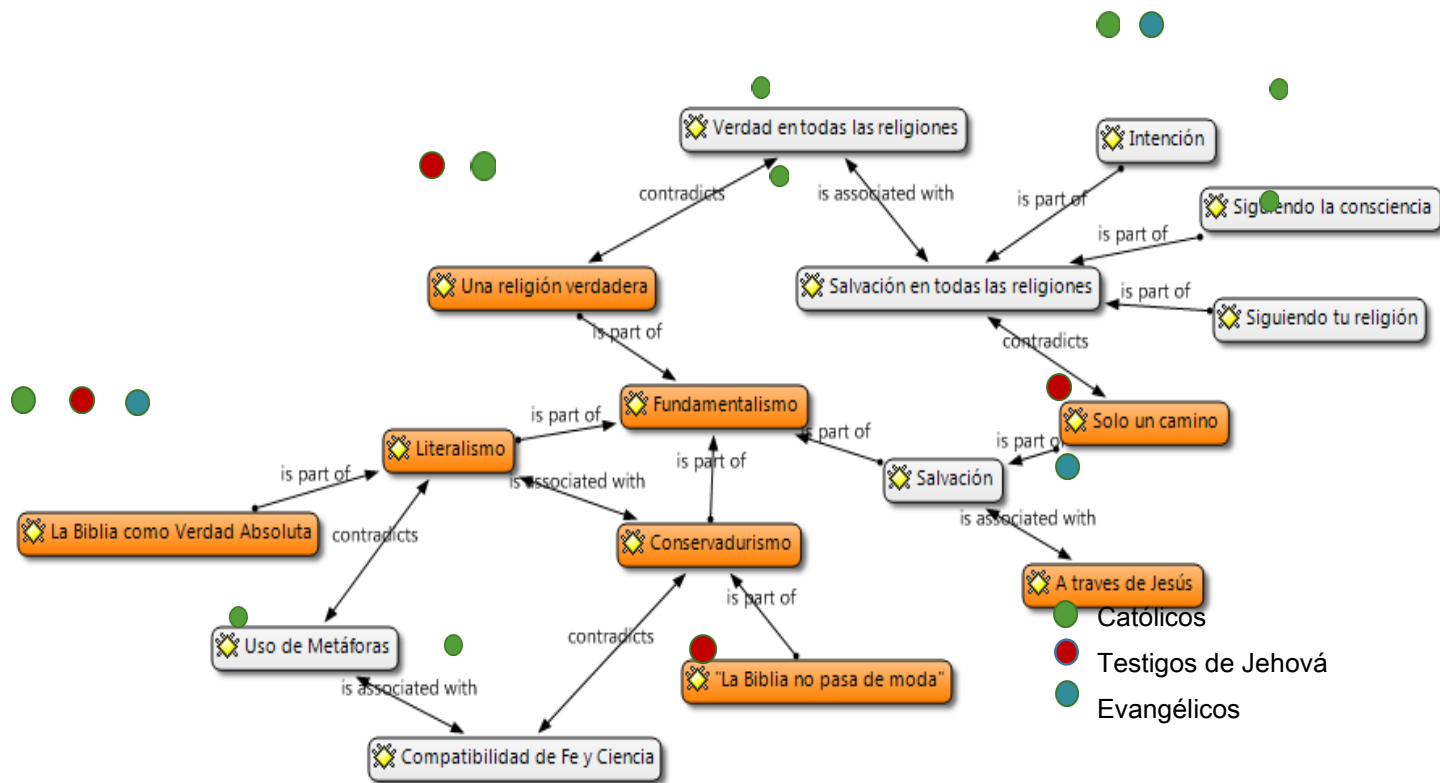 Verdad en todas las religiones
Intención
contradicts
is associated with
is part of
Siguiendo la consciencia
is part of
Una religión verdadera
Salvación en todas las religiones
is part of
Siguiendo tu religión
is part of
contradicts
Fundamentalismo
is part of
Solo un camino
is part of
is part of
Literalismo
is part of
is part of
is associated with
Salvación
La Biblia como Verdad Absoluta
contradicts
Conservadurismo
is associated with
A traves de Jesús
is part of
Católicos
Uso de Metáforas
contradicts
Testigos de Jehová
"La Biblia no pasa de moda"
is associated with
Evangélicos
Compatibilidad de Fe y Ciencia